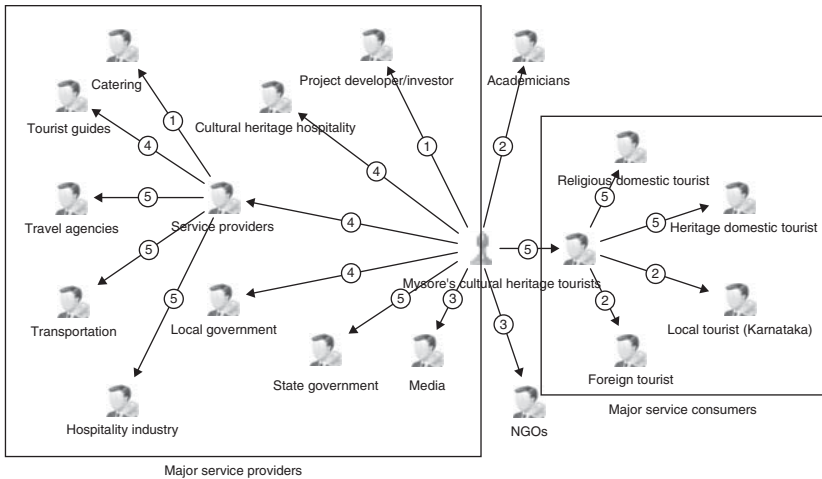 Catering
Project developer/investor
Academicians
Tourist guides
Cultural heritage hospitality
1
4
1
2
4
Religious domestic tourist
5
Travel agencies
5
Service providers
4
5
Heritage domestic tourist
5
5
Mysore's cultural heritage tourists
4
5
3
2
5
2
3
Transportation
Local government
Local tourist (Karnataka)
State government
Media
Foreign tourist
Hospitality industry
NGOs
Major service consumers
Major service providers